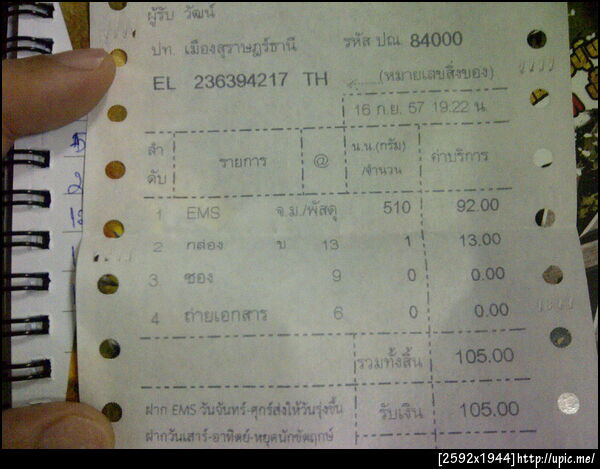 ผู้รับ วัฒน์
ปท. เมืองสุราษฎร์ธานี รหัส ปณ 84000
EL 236394217 TH (หมายเลขสิ่งของ)
16 ก.ย. 57 19.22 น.
ลำดับ รายการ @ น.น.(กรัม)/จำนวน ค่าบริการ
1 EMS จ.ม./พัสดุ 510 92.00
2 กล่อง ข 13 1 13.00
3 ซอง 9 0 0.00
4 ถ่ายเอกสาร 6 0 0.00
รวมทั้งสิ้น 105.00
ฝาก EMS วันจันทร์-ศุกร์ส่งให้วันรุ่งขึ้น รับเงิน 105.00
ฝากวันเสาร์-อาทิตย์-หยุดนักขัตฤกษ์
[2592x1944]http://upic.me/